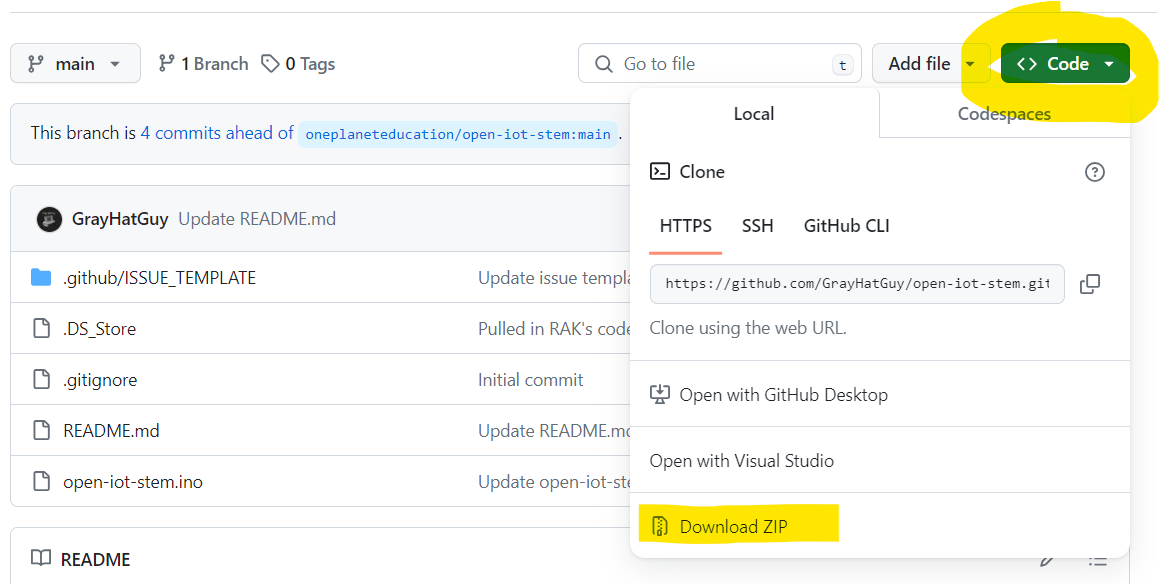 main 1 Branch 0 Tags Go to file t Add file <> Code
This branch is 4 commits ahead of oneplaneteducation/open-iot-stem:main .
Local Codespaces
Clone
HTTPS SSH GitHub CLI
https://github.com/GrayHatGuy/open-iot-stem.git
Clone using the web URL.
Open with GitHub Desktop
Open with Visual Studio
Download ZIP
GrayHatGuy Update README.md
.github/ISSUE_TEMPLATE Update issue templa
.DS_Store Pulled in RAK's code
.gitignore Initial commit
README.md Update README.md
open-iot-stem.ino Update open-iot-ste
README